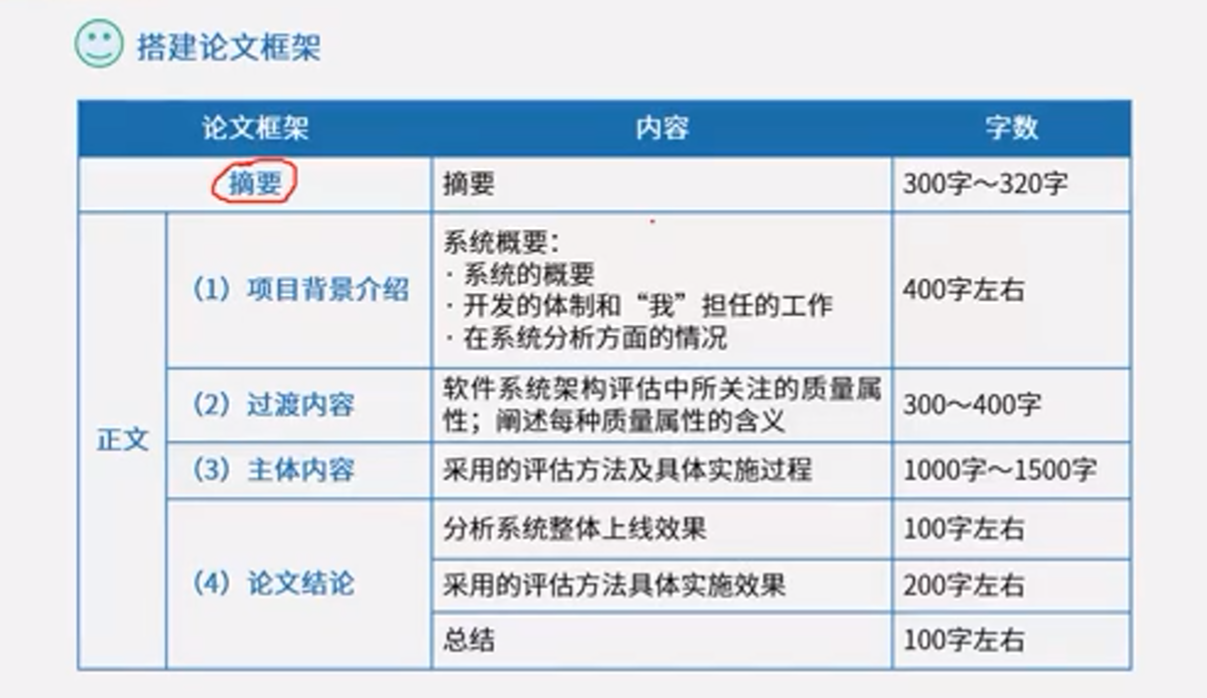 搭建论文框架
论文框架 内容 字数
摘要 摘要 300字～320字
正文
（1）项目背景介绍
系统概要：
· 系统的概要
· 开发的体制和“我”担任的工作
· 在系统分析方面的情况
400字左右
（2）过渡内容
软件系统架构评估中所关注的质量属
性；阐述每种质量属性的含义
300～400字
（3）主体内容 采用的评估方法及具体实施过程 1000字～1500字
（4）论文结论
分析系统整体上线效果 100字左右
采用的评估方法具体实施效果 200字左右
总结 100字左右